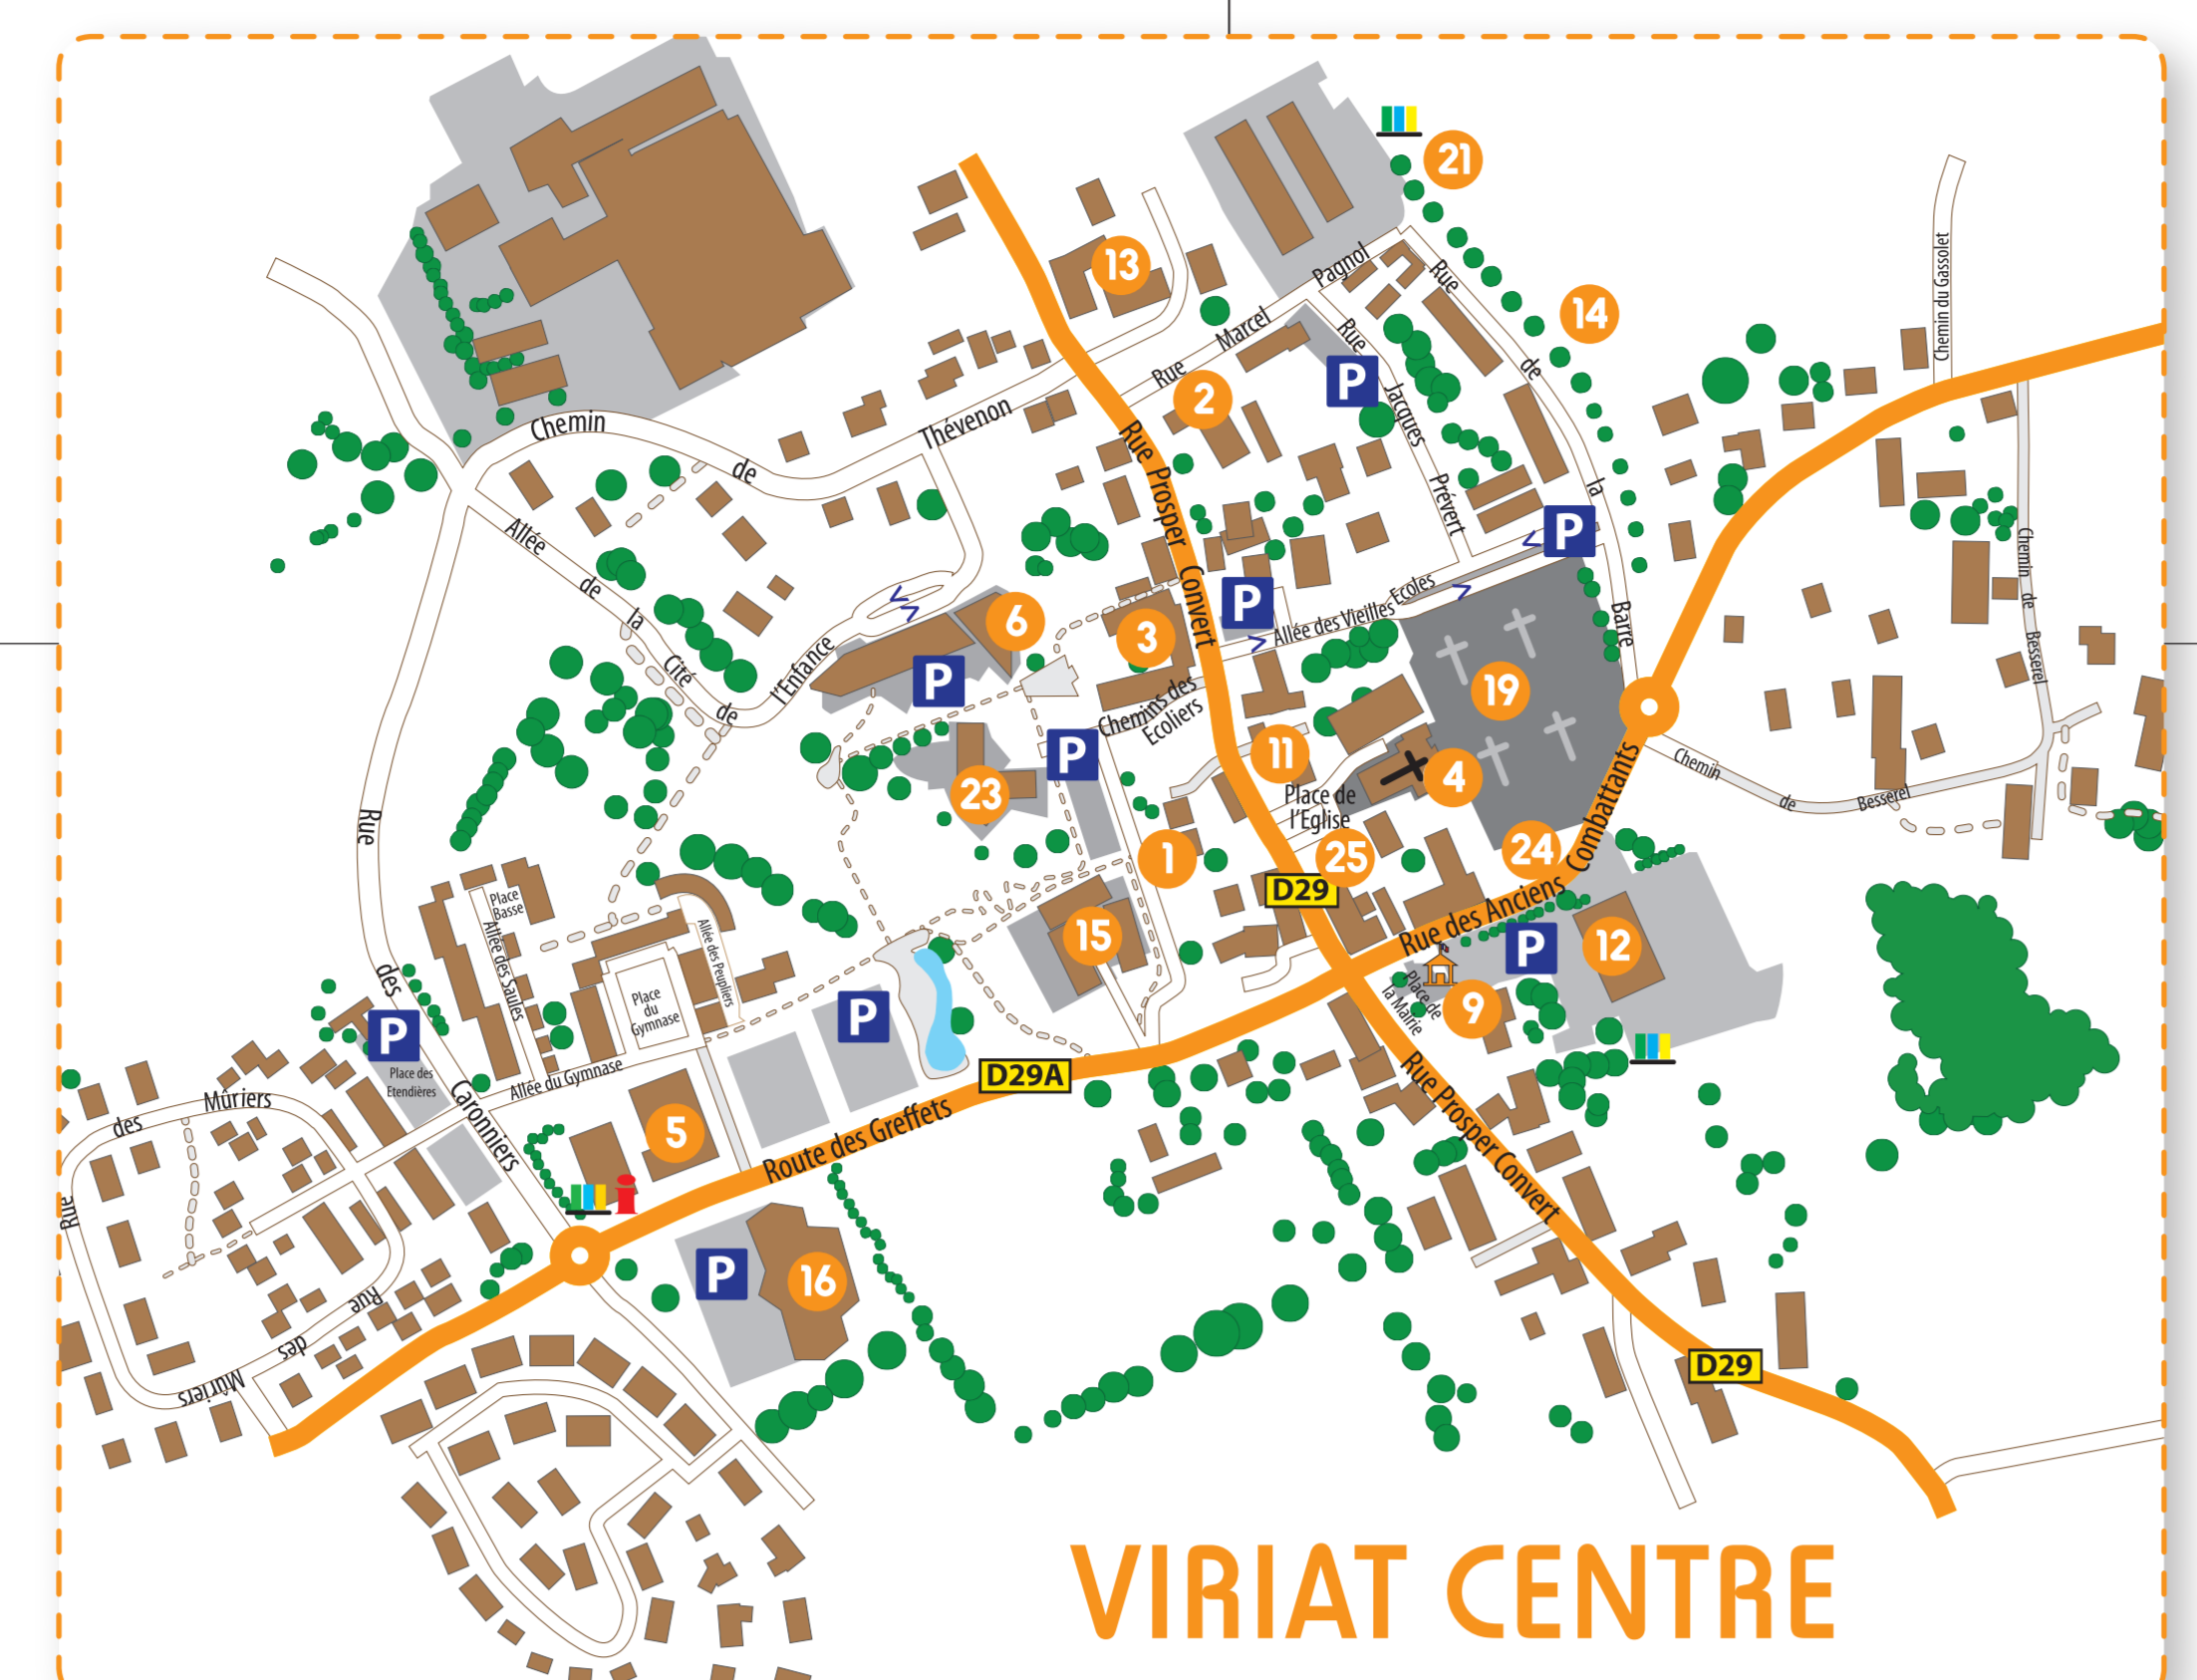 21
Chemin du Gassolet
13
Pagnol
Rue
14
Marcel
Rue
Rue
de
2
P
Jacques
Chemin
Thévenon
de
Rue Prosper Convert
Prévert
la
Allée
de
la
Cité
de
l'Enfance
P
P
Allée des Vieilles Ecoles
Barre
Chemin de Besserel
6
3
P
19
Chemins des
Ecoliers
P
11
4
Chemin
de
Besserel
23
Place de
l'Eglise
Rue
1
25
24
Combattants
D29
Place
Basse
Allée des Saules
Allée des Peupliers
15
Rue des Anciens
P
12
des
Place
du
Gymnase
P
P
Place de
la Mairie
9
Place des
Etendières
Allée du Gymnase
D29A
Mûriers
des
Caronniers
5
Route des Greffets
Rue Prosper Convert
Rue
P
16
Rue
des
Mûriers
D29
VIRIAT CENTRE